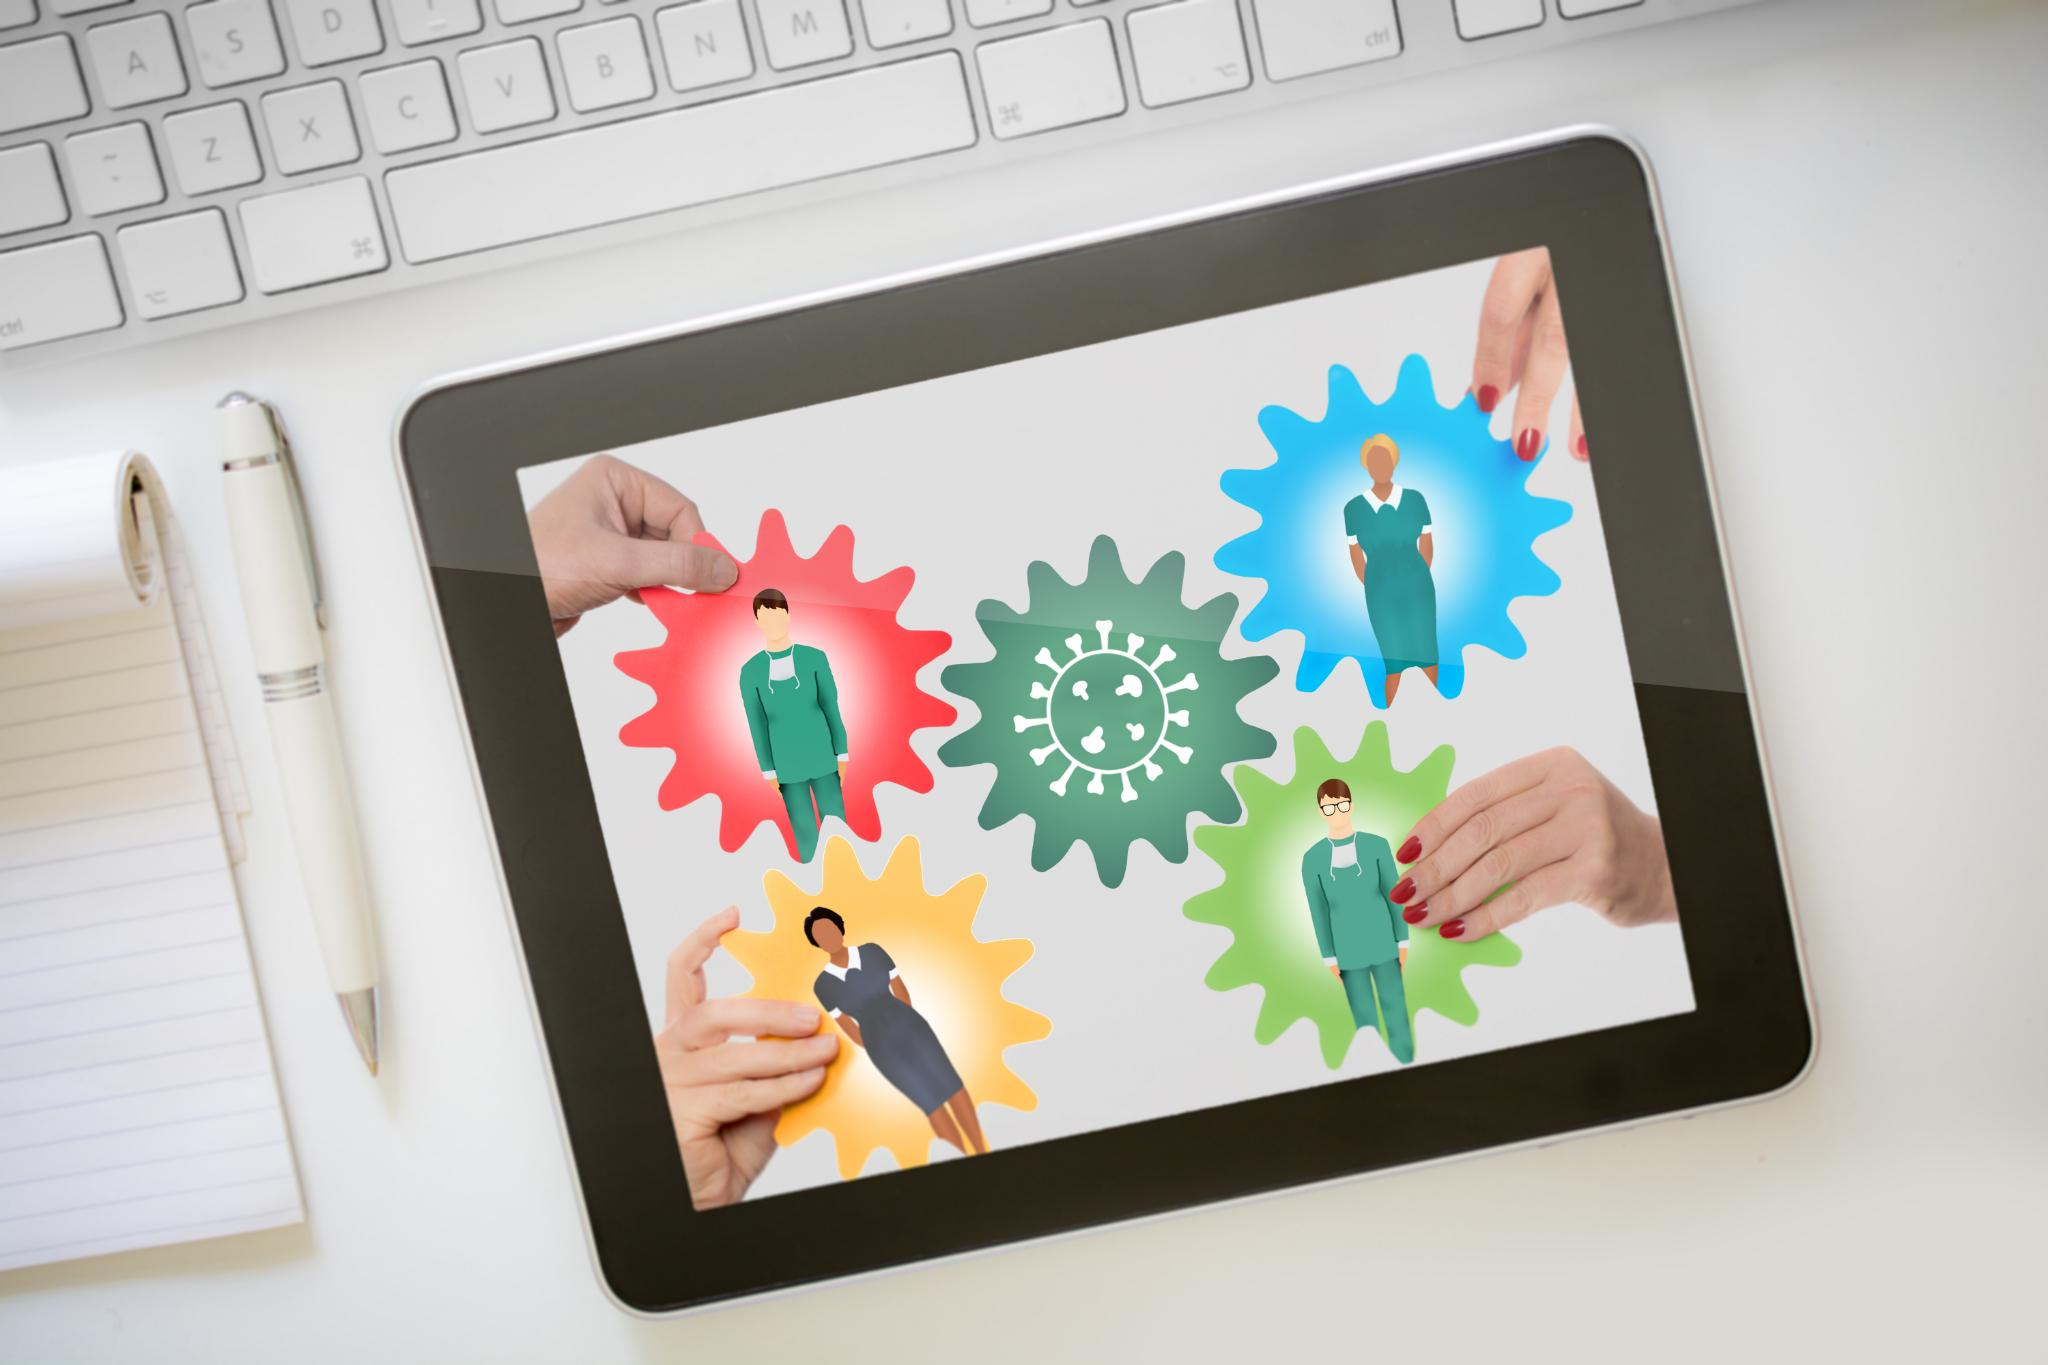 A S D
Z X C V B N M ,
~ ⌘ ⌘ ⌥ ctrl
ctrl ⌥